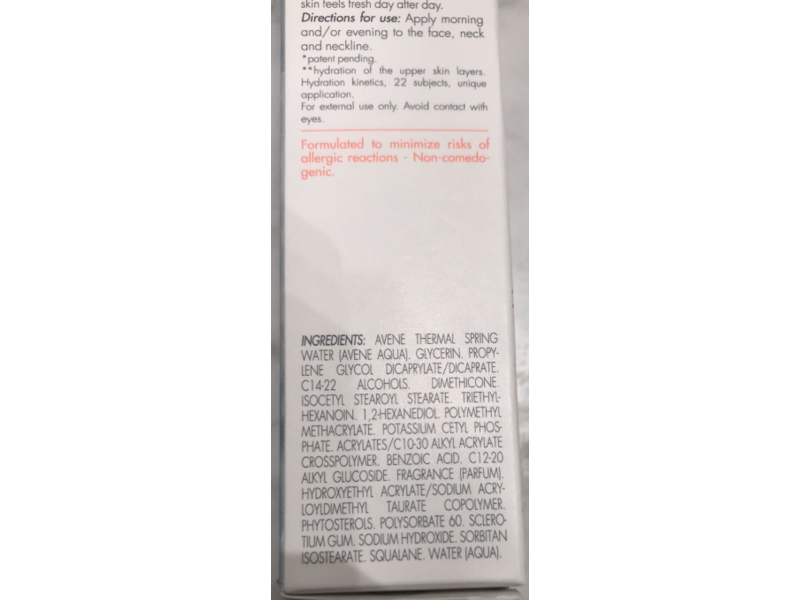 skin feels fresh day after day.
Directions for use: Apply morning
and/or evening to the face, neck
and neckline.
*patent pending.
**hydration of the upper skin layers.
Hydration kinetics, 22 subjects, unique
application.
For external use only. Avoid contact with
eyes.
Formulated to minimize risks of
allergic reactions · Non-comedo-
genic.
INGREDIENTS: AVENE THERMAL SPRING
WATER (AVENE AQUA). GLYCERIN. PROPY-
LENE GLYCOL DICAPRYLATE/DICAPRATE.
C14-22 ALCOHOLS. DIMETHICONE.
ISOCETYL STEAROYL STEARATE. TRIETHYL-
HEXANOIN. 1,2-HEXANEDIOL. POLYMETHYL
METHACRYLATE. POTASSIUM CETYL PHOS-
PHATE. ACRYLATES/C10-30 ALKYL ACRYLATE
CROSSPOLYMER. BENZOIC ACID. C12-20
ALKYL GLUCOSIDE. FRAGRANCE (PARFUM).
HYDROXYETHYL ACRYLATE/SODIUM ACRY-
LOYLDIMETHYL TAURATE COPOLYMER.
PHYTOSTEROLS. POLYSORBATE 60. SCLERO-
TIUM GUM. SODIUM HYDROXIDE. SORBITAN
ISOSTEARATE. SQUALANE. WATER (AQUA).